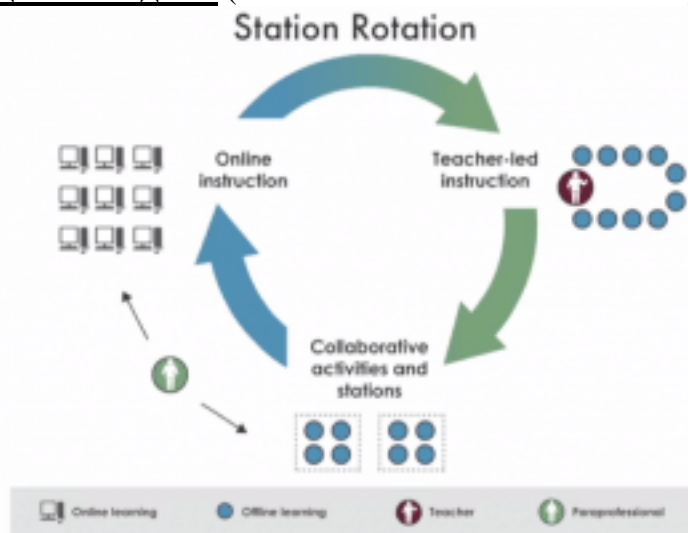 Station Rotation
Online
instruction
Teacher-led
instruction
Collaborative
activities and
stations
Online learning
Offline learning
Teacher
Paraprofessional